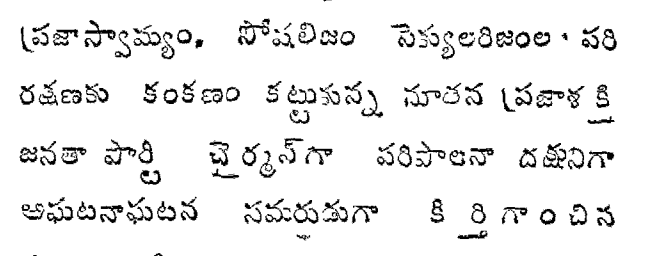 ప్రజాస్వామ్యం, సోషలిజం సెక్యులరిజంల పరి
రక్షణకు కంకణం కట్టుకున్న నూతన ప్రజాశక్తి
జనతా పార్టీ చైర్మన్‌గా పరిపాలనా దక్షునిగా
అఘటనాఘటన సమర్థుడుగా కీర్తిగాంచిన